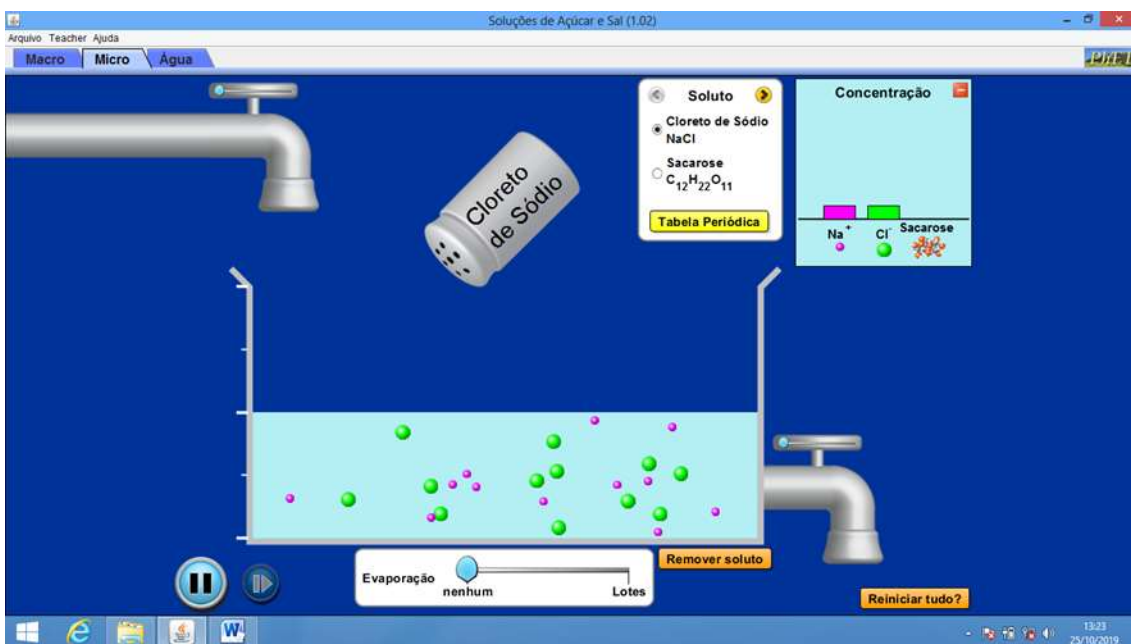 Soluções de Açúcar e Sal (1.02)
Arquivo Teacher Ajuda
Macro Micro Água
PhET
Soluto
Cloreto de Sódio
NaCl
Sacarose
C12H22O11
Tabela Periódica
Concentração
Na+ Cl- Sacarose
Cloreto
de Sódio
Evaporação
nenhum Lotes
Remover soluto
Reiniciar tudo?
13:23
25/10/2019